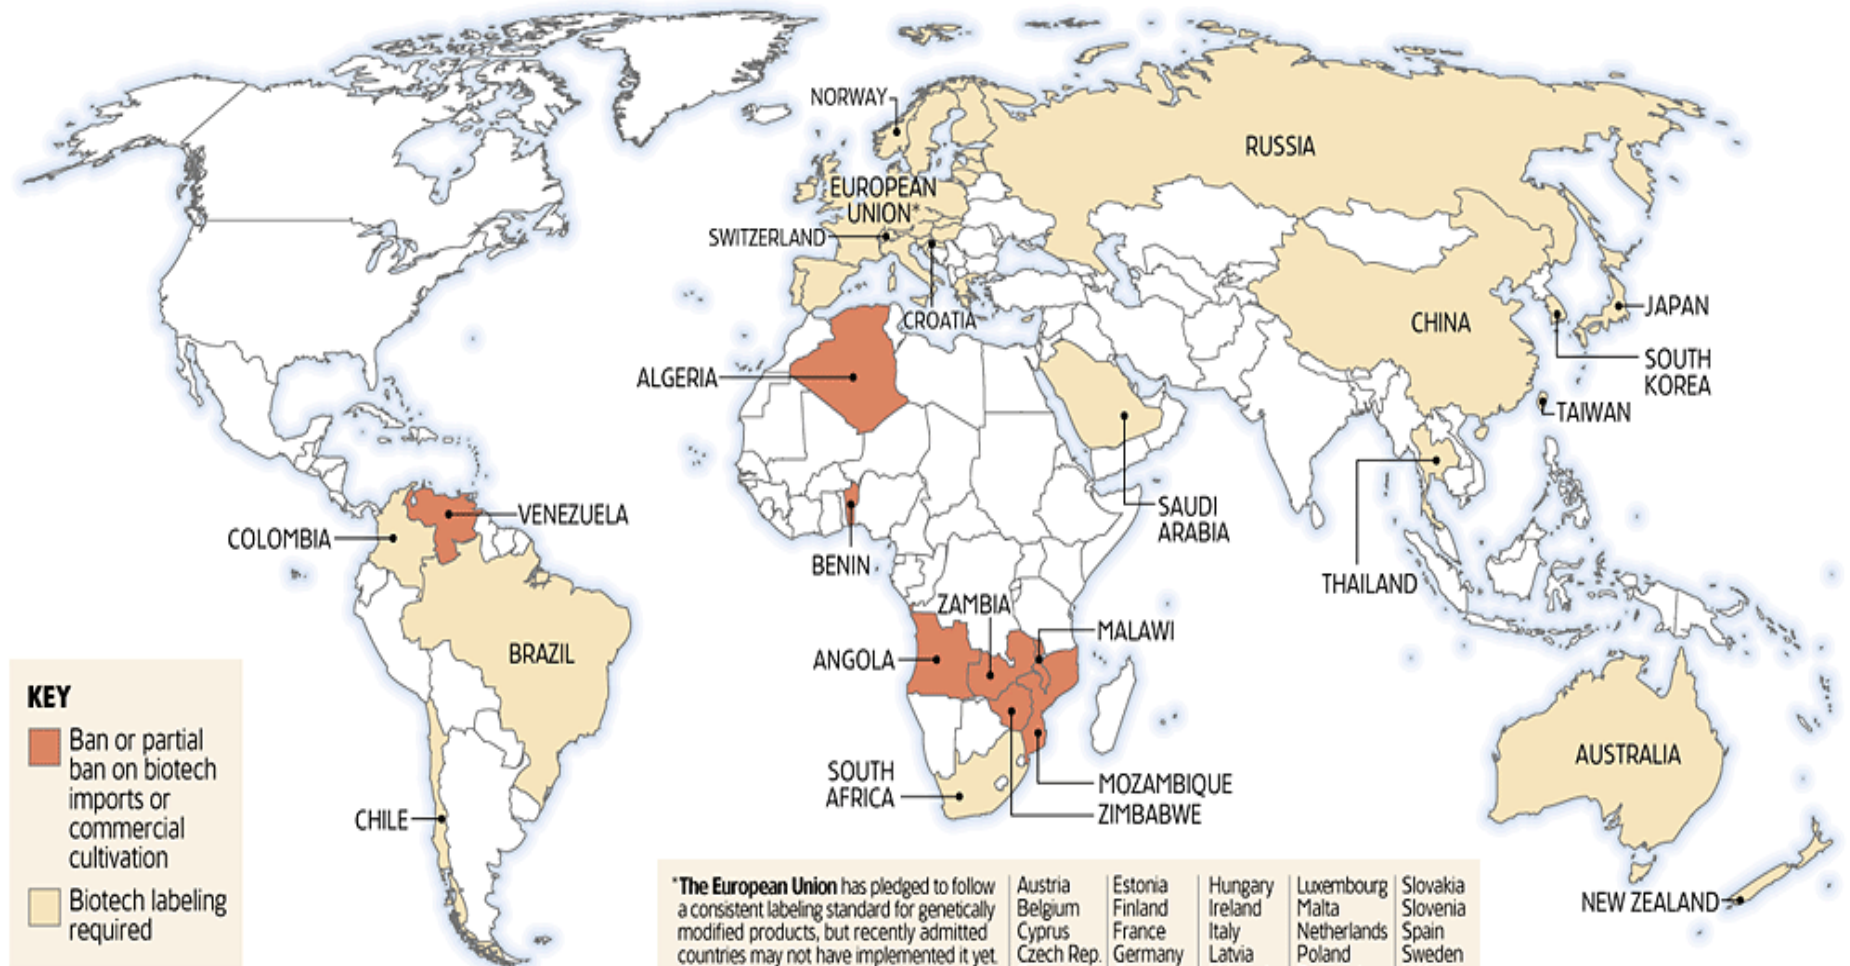 NORWAY
RUSSIA
EUROPEAN
UNION*
SWITZERLAND
CROATIA
CHINA
JAPAN
SOUTH
KOREA
TAIWAN
ALGERIA
SAUDI
ARABIA
THAILAND
VENEZUELA
COLOMBIA
BENIN
ZAMBIA
MALAWI
ANGOLA
BRAZIL
SOUTH
AFRICA
MOZAMBIQUE
ZIMBABWE
CHILE
AUSTRALIA
NEW ZEALAND
KEY
Ban or partial
ban on biotech
imports or
commercial
cultivation
Biotech labeling
required
*The European Union has pledged to follow
a consistent labeling standard for genetically
modified products, but recently admitted
countries may not have implemented it yet.
Austria
Belgium
Cyprus
Czech Rep.
Estonia
Finland
France
Germany
Hungary
Ireland
Italy
Latvia
Luxembourg
Malta
Netherlands
Poland
Slovakia
Slovenia
Spain
Sweden